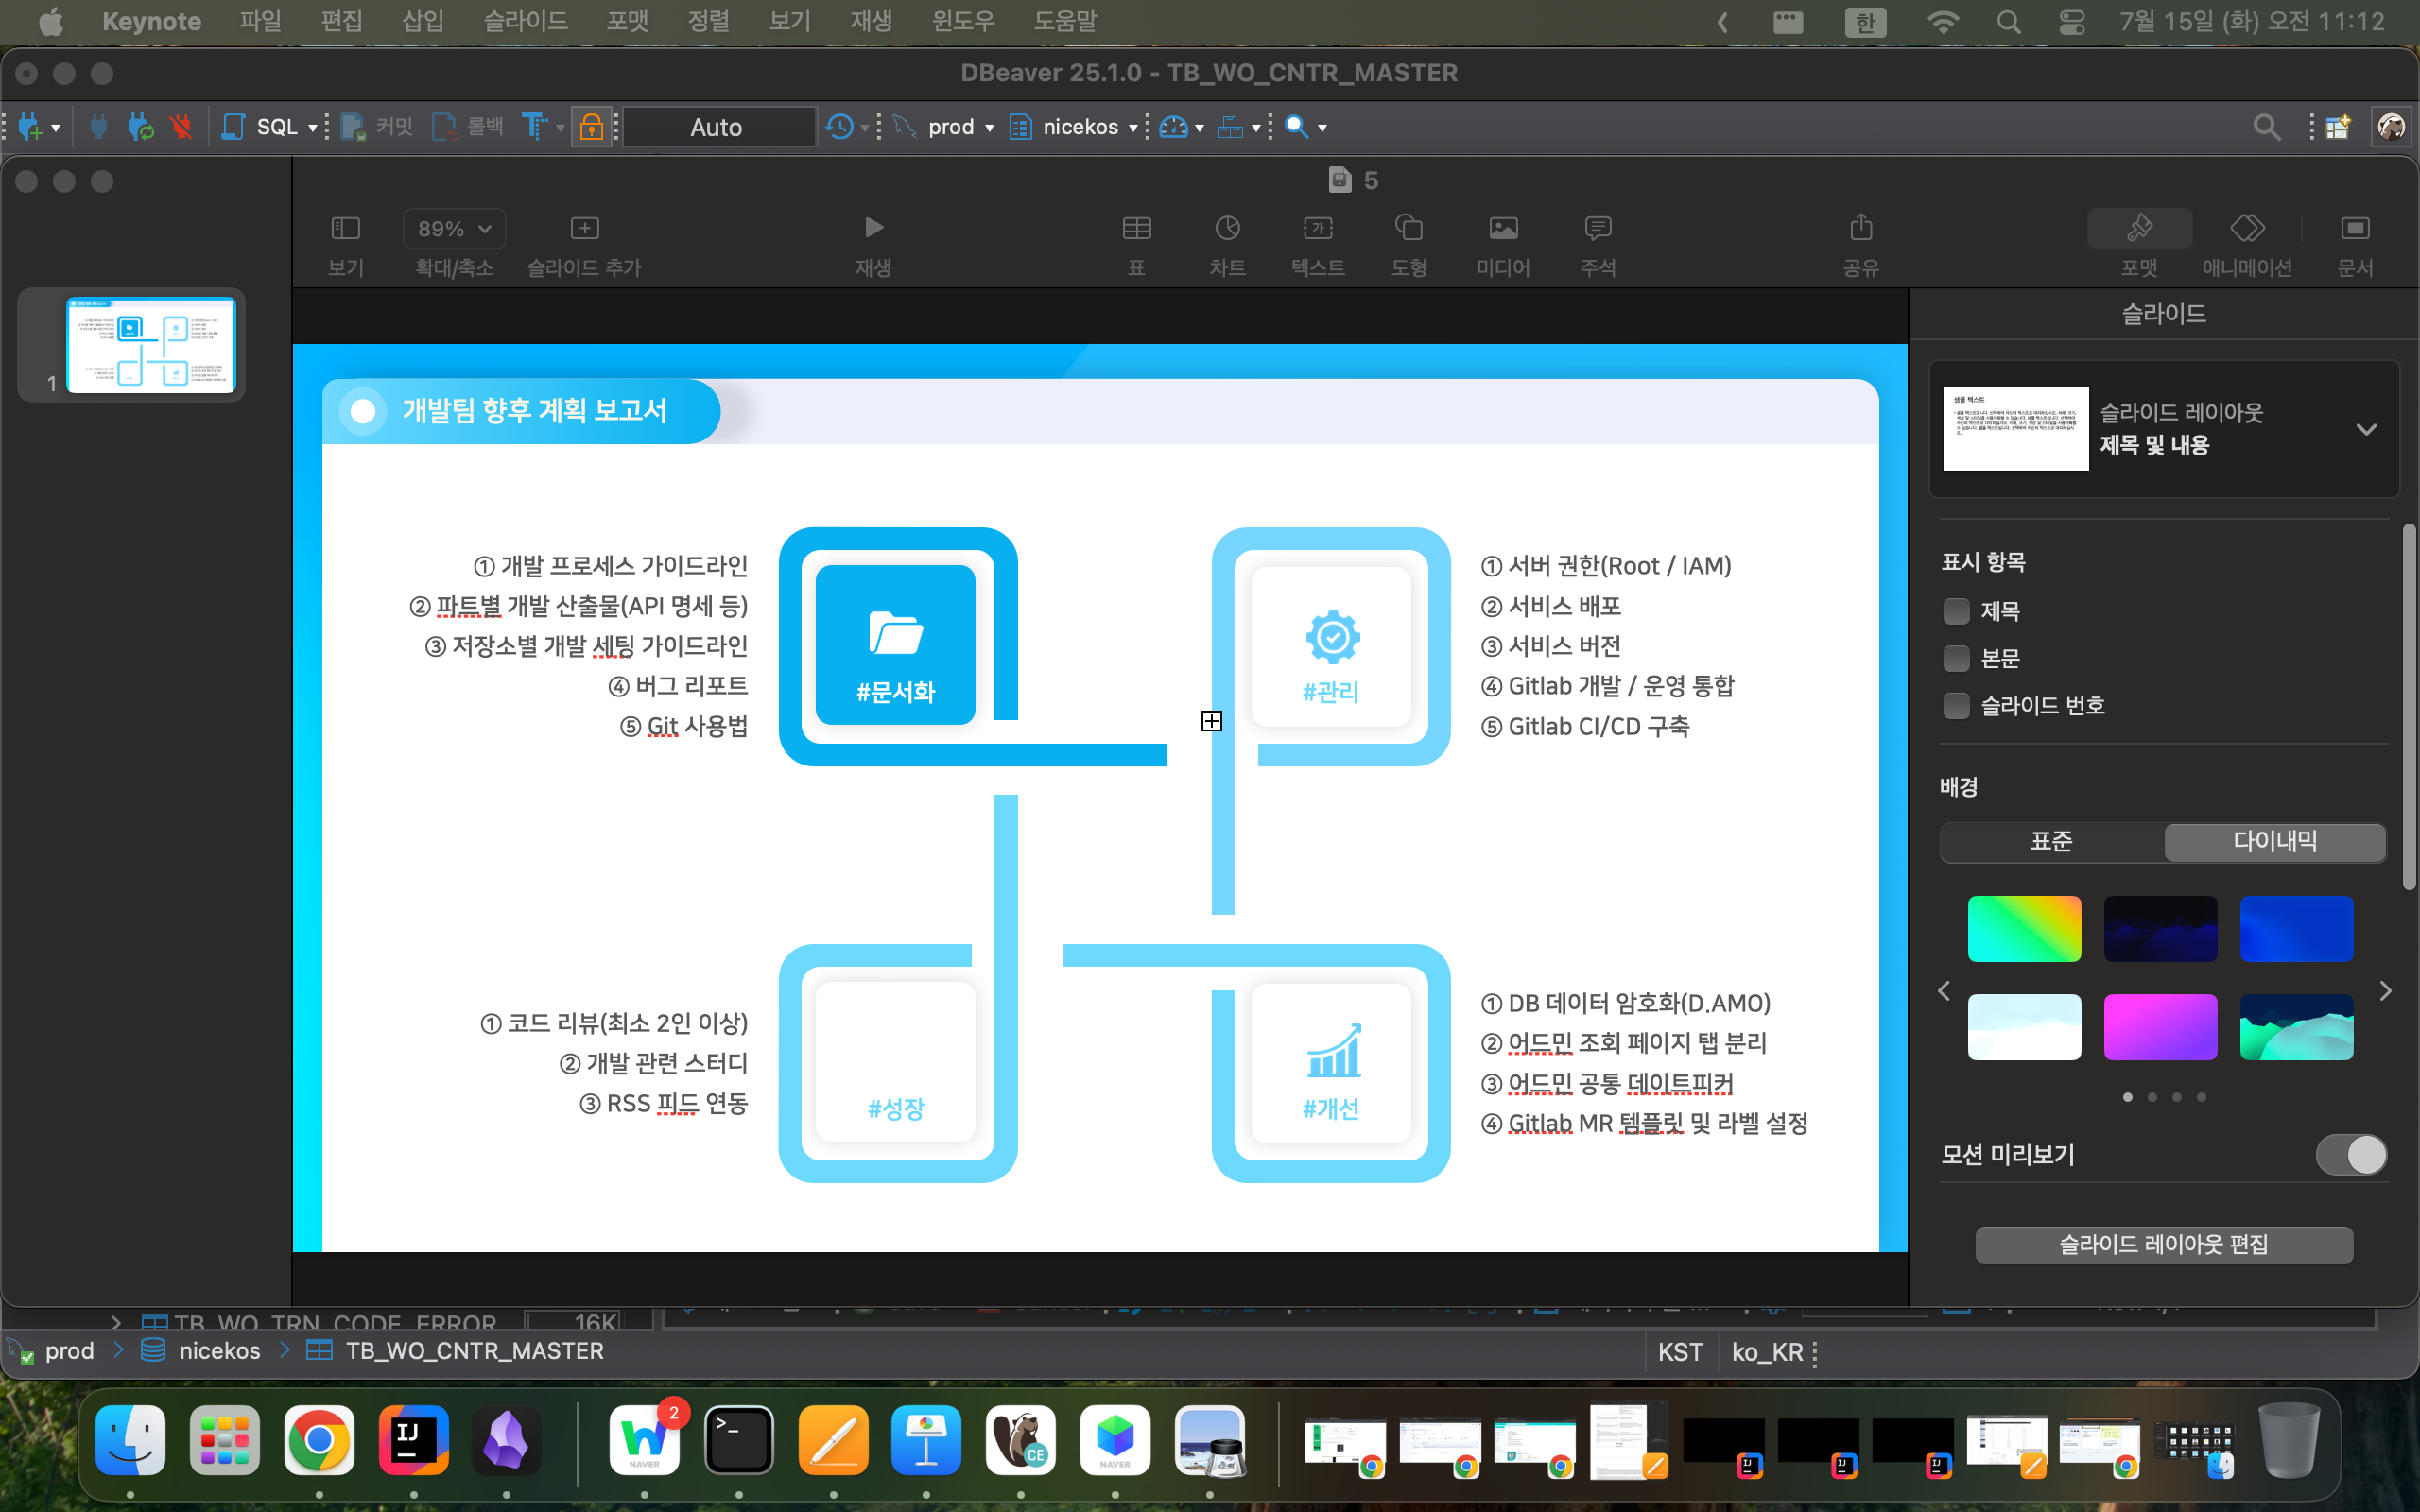 Keynote 파일 편집 삽입 슬라이드 포맷 정렬 보기 재생 윈도우 도움말 한 7월 15일 (화) 오전 11:12
DBeaver 25.1.0 - TB_WO_CNTR_MASTER
SQL 커밋 롤백 Auto prod nicekos
5
89%
보기 확대/축소 슬라이드 추가 재생 표 차트 텍스트 도형 미디어 주석 공유 포맷 애니메이션 문서
1
개발팀 향후 계획 보고서
① 개발 프로세스 가이드라인
② 파트별 개발 산출물(API 명세 등)
③ 저장소별 개발 세팅 가이드라인
④ 버그 리포트
⑤ Git 사용법
#문서화
#관리
① 서버 권한(Root / IAM)
② 서비스 배포
③ 서비스 버전
④ Gitlab 개발 / 운영 통합
⑤ Gitlab CI/CD 구축
① 코드 리뷰(최소 2인 이상)
② 개발 관련 스터디
③ RSS 피드 연동
#성장
#개선
① DB 데이터 암호화(D.AMO)
② 어드민 조회 페이지 탭 분리
③ 어드민 공통 데이트피커
④ Gitlab MR 템플릿 및 라벨 설정
슬라이드
샘플 텍스트
슬라이드 레이아웃
제목 및 내용
표시 항목
제목
본문
슬라이드 번호
배경
표준 다이내믹
모션 미리보기
슬라이드 레이아웃 편집
TB_WO_TRN_CODE_ERROR 16K
prod nicekos TB_WO_CNTR_MASTER KST ko_KR
2
NAVER
IJ
CE
NAVER